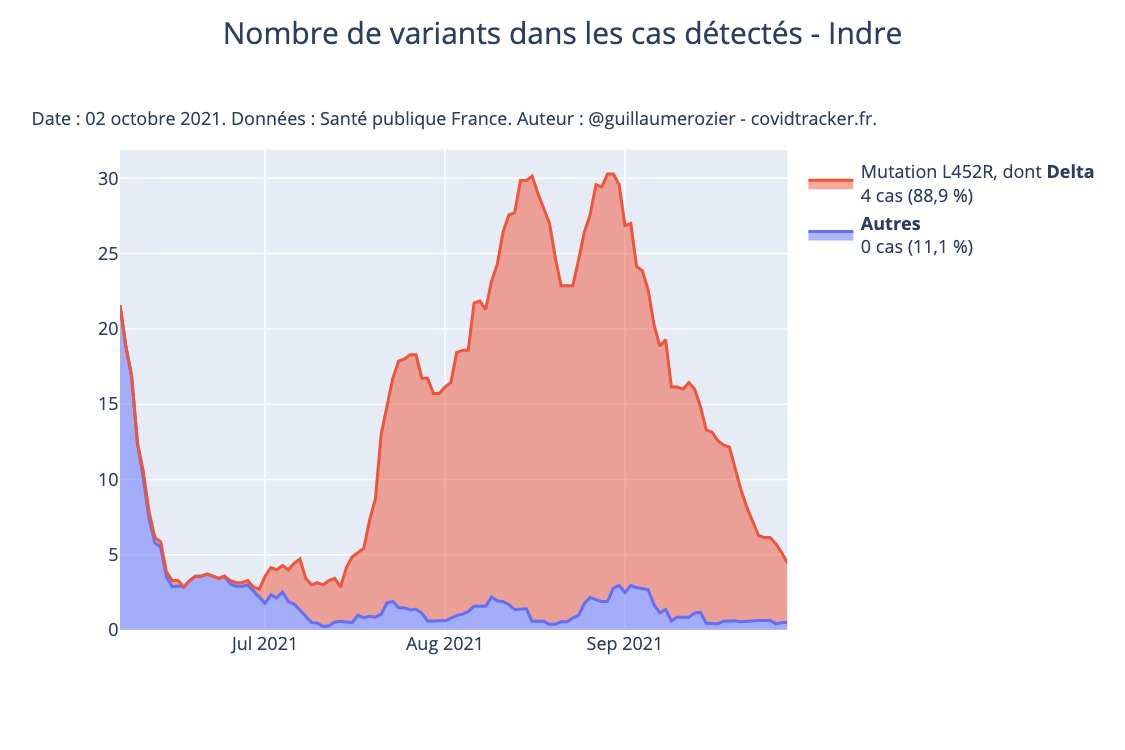 Nombre de variants dans les cas détectés - Indre
Date : 02 octobre 2021. Données : Santé publique France. Auteur : @guillaumerozier - covidtracker.fr.
Mutation L452R, dont Delta
4 cas (88,9 %)
Autres
0 cas (11,1 %)
30
25
20
15
10
5
0
Jul 2021
Aug 2021
Sep 2021